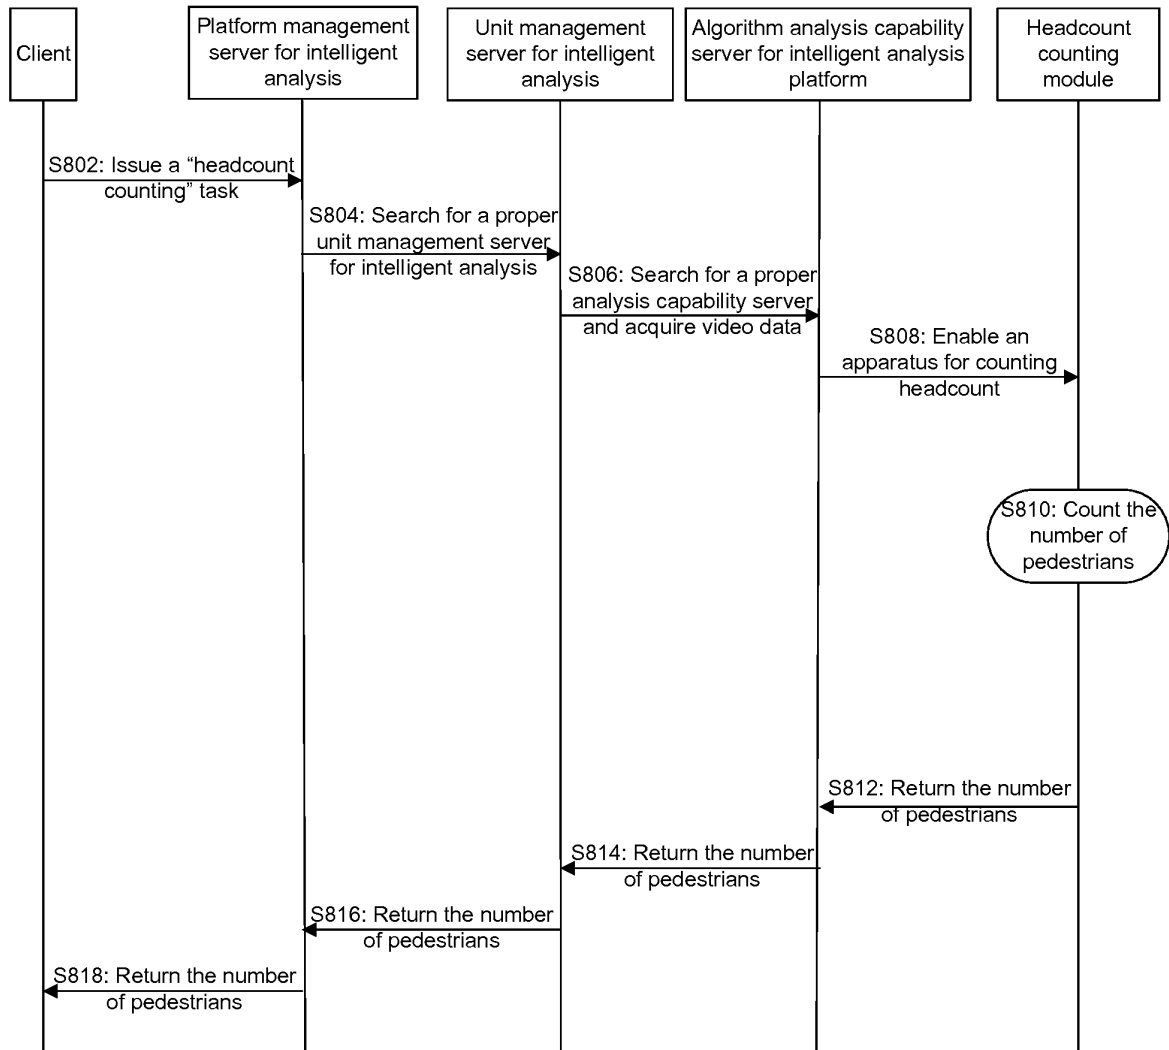 Client
Platform management
server for intelligent
analysis
Unit management
server for intelligent
analysis
Algorithm analysis capability
server for intelligent analysis
platform
Headcount
counting
module
S802: Issue a “headcount
counting” task
S804: Search for a proper
unit management server
for intelligent analysis
S806: Search for a proper
analysis capability server
and acquire video data
S808: Enable an
apparatus for counting
headcount
S810: Count the
number of
pedestrians
S812: Return the number
of pedestrians
S814: Return the number
of pedestrians
S816: Return the number
of pedestrians
S818: Return the number
of pedestrians